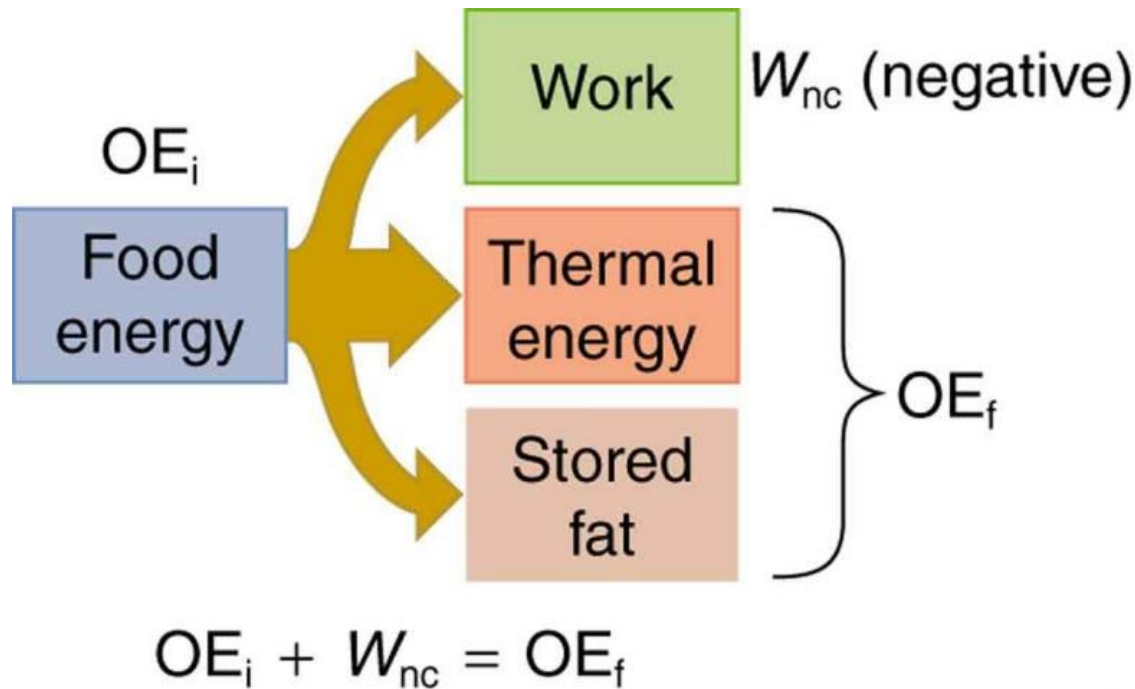 Work
W_nc (negative)
OE_i
Food
energy
Thermal
energy
OE_f
Stored
fat
OE_i + W_nc = OE_f